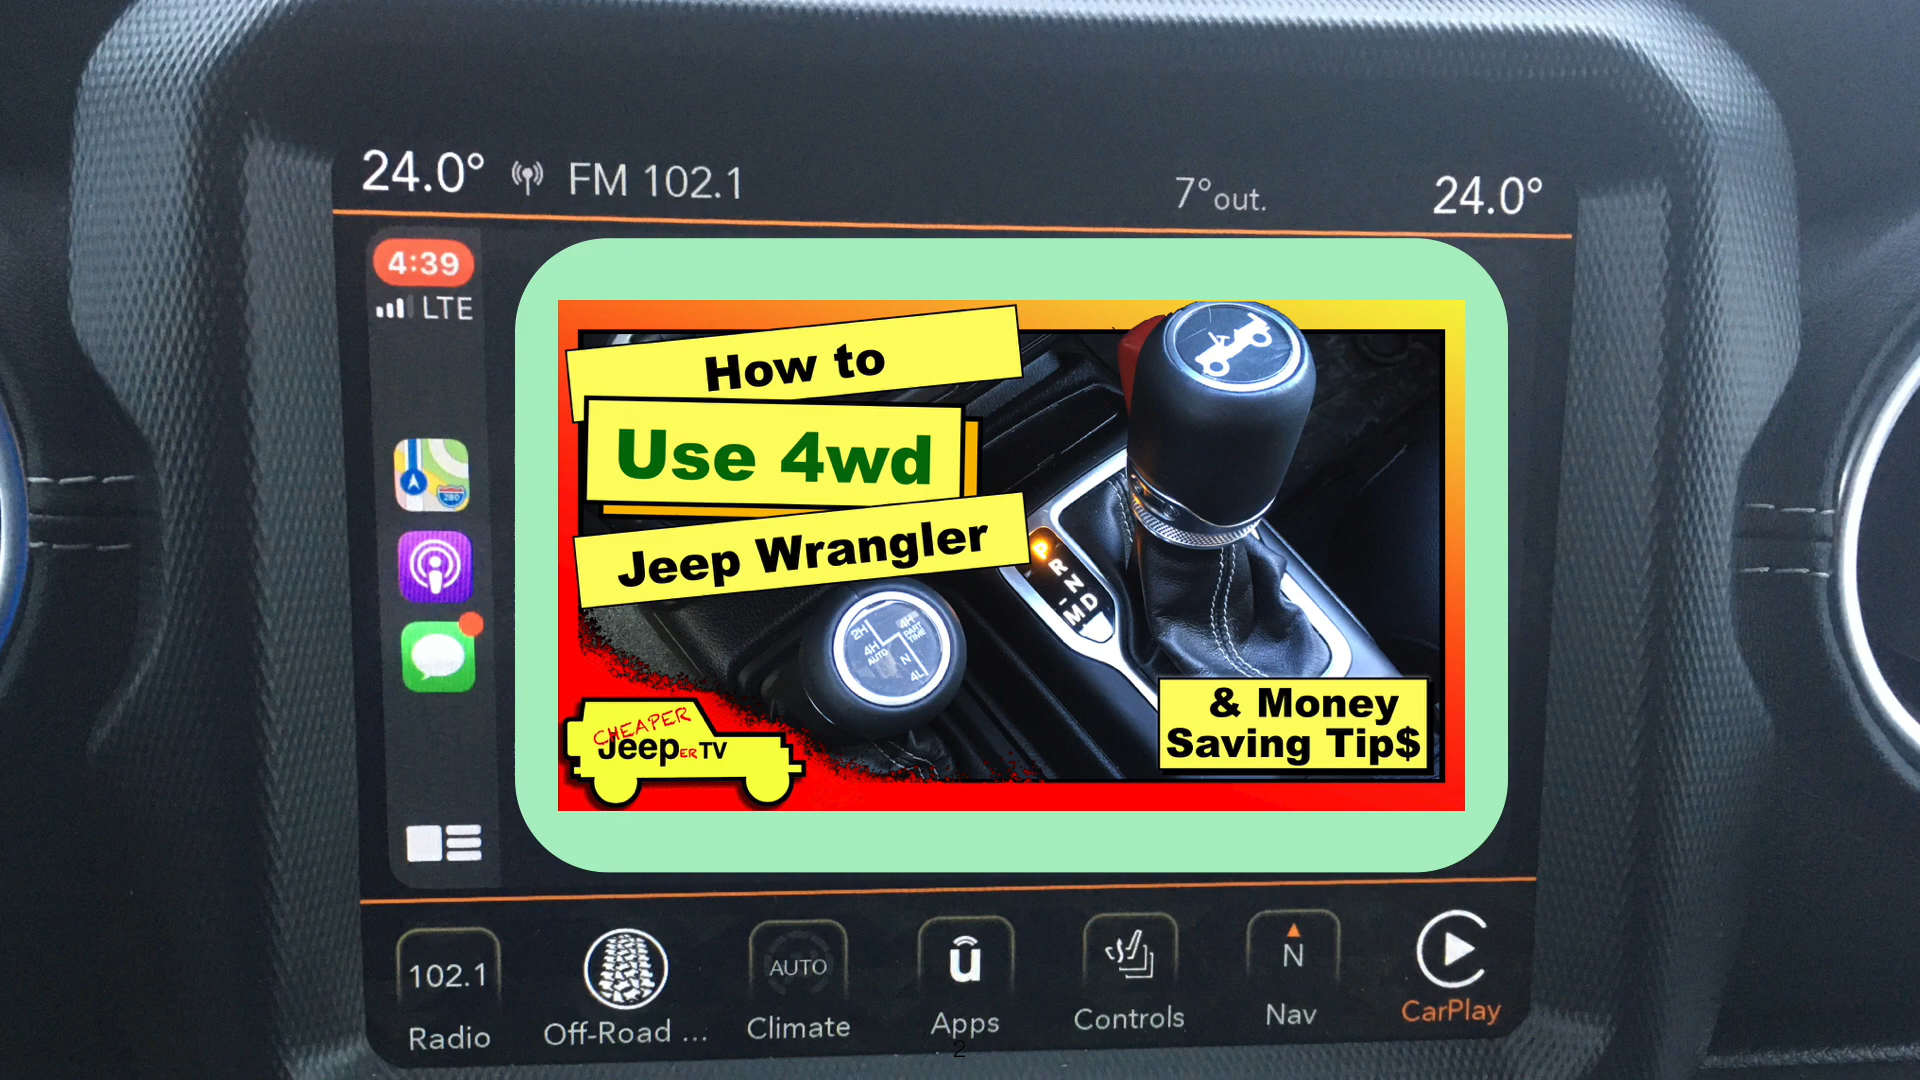 24.0° FM 102.1 7°out. 24.0°
4:39
LTE
280
How to
Use 4wd
Jeep Wrangler
P
R
N
D
-
M
2H
4H
AUTO
4H
PART
TIME
N
4L
CHEAPER
JeepER TV
& Money
Saving Tip$
102.1 AUTO u N
Radio Off-Road ... Climate Apps Controls Nav CarPlay
2